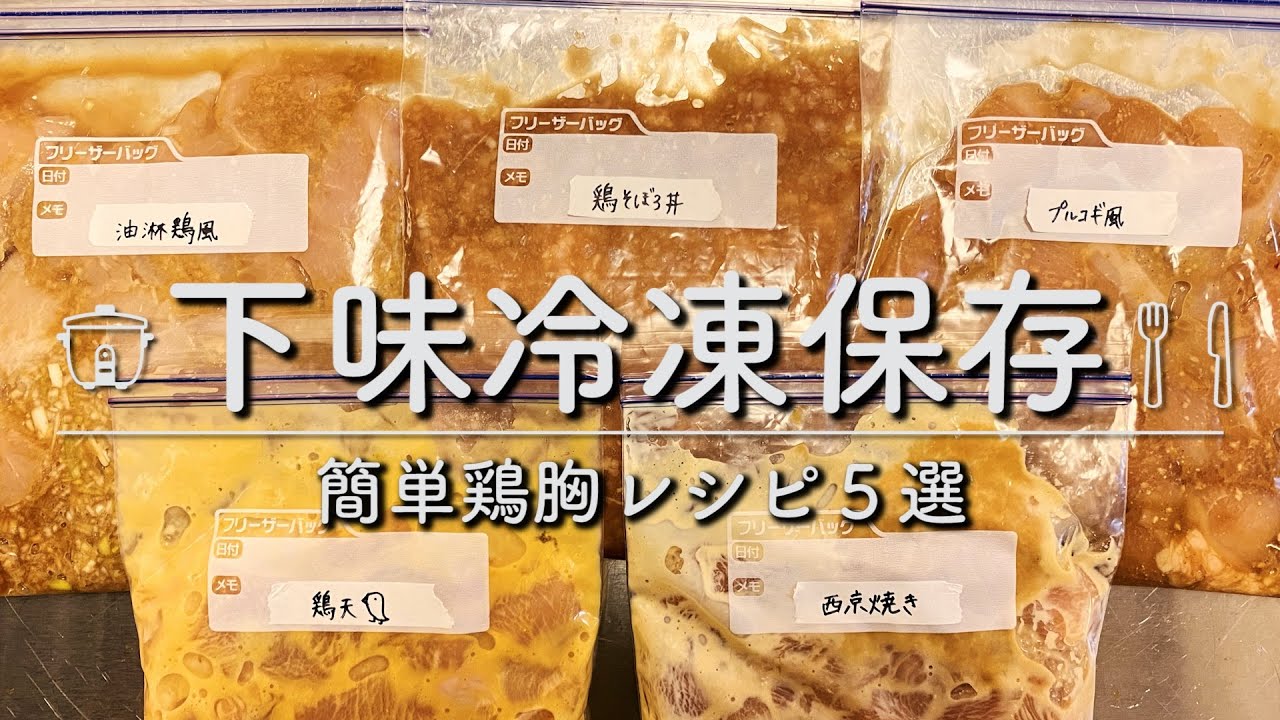 フリーザーバッグ
日付
メモ
油淋鶏風
フリーザーバッグ
日付
メモ
鶏そぼろ丼
フリーザーバッグ
日付
メモ
プルコギ風
下味冷凍保存
簡単鶏胸レシピ5選
フリーザーバッグ
日付
メモ
鶏天
フリーザーバッグ
日付
メモ
西京焼き